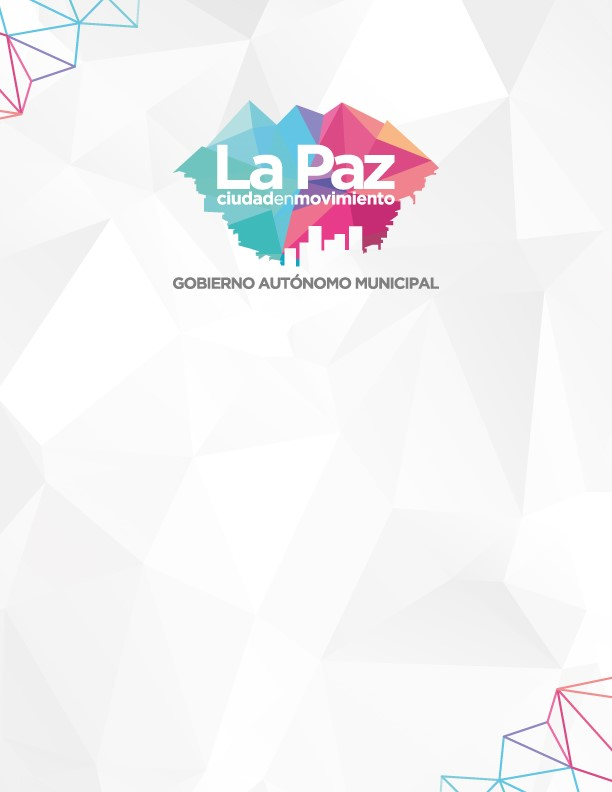 La Paz
ciudadenmovimiento
GOBIERNO AUTÓNOMO MUNICIPAL